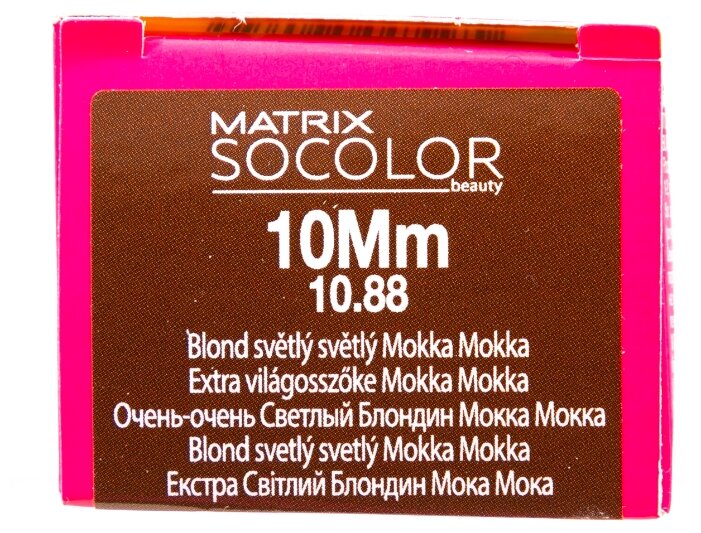 MATRIX
SOCOLOR
beauty
10Mm
10.88
Blond světlý světlý Mokka Mokka
Extra világosszőke Mokka Mokka
Очень-очень Светлый Блондин Мокка Мокка
Blond svetlý svetlý Mokka Mokka
Екстра Світлий Блондин Мока Мока